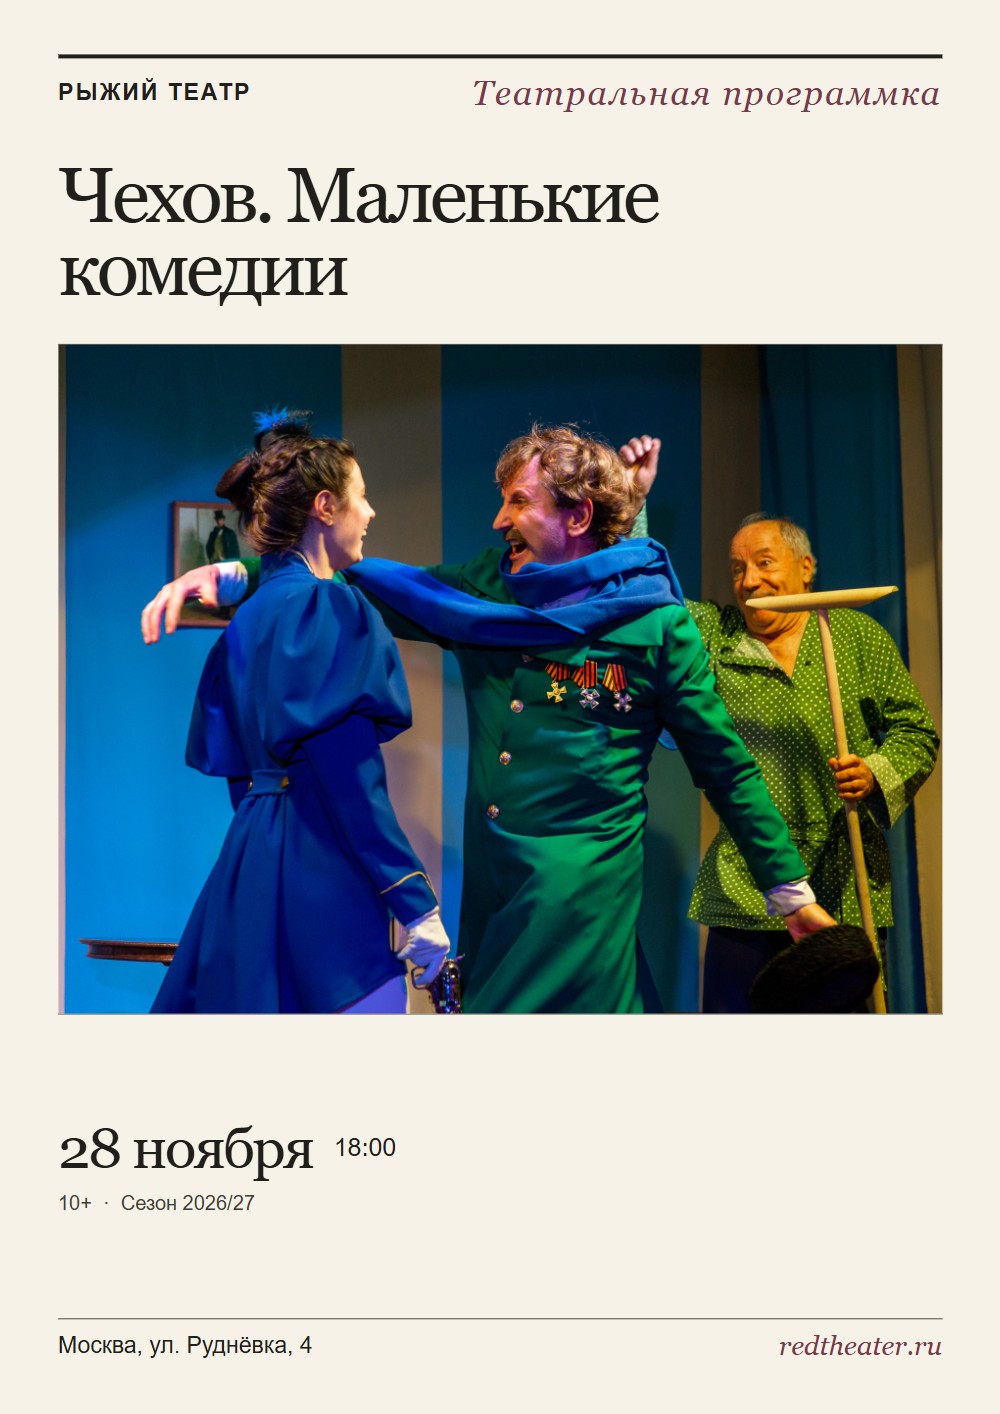 РЫЖИЙ ТЕАТР
Театральная программка
Чехов. Маленькие
комедии
28 ноября 18:00
10+ · Сезон 2026/27
Москва, ул. Руднёвка, 4
redtheater.ru